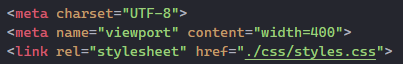 <meta charset="UTF-8">
<meta name="viewport" content="width=400">
<link rel="stylesheet" href="./css/styles.css">